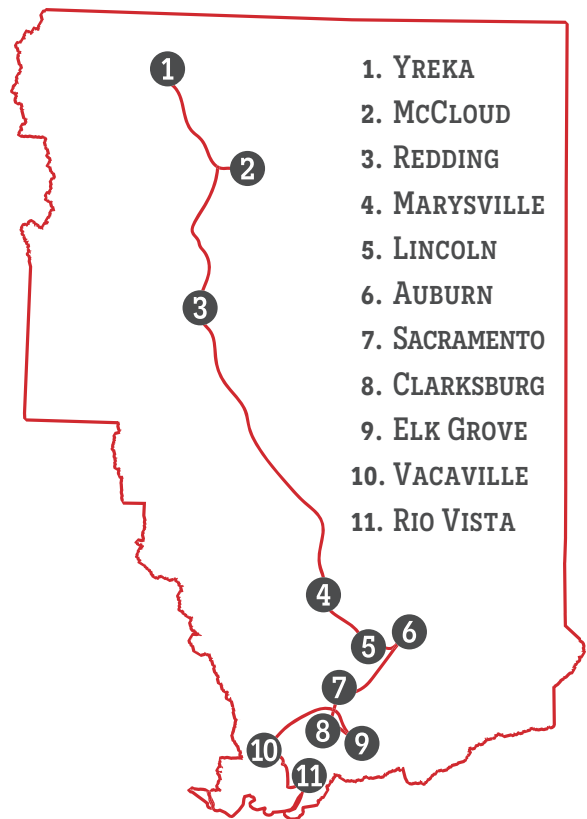 1. Yreka
2. McCloud
3. Redding
4. Marysville
5. Lincoln
6. Auburn
7. Sacramento
8. Clarksburg
9. Elk Grove
10. Vacaville
11. Rio Vista
1
2
3
4
5
6
7
8
9
10
11